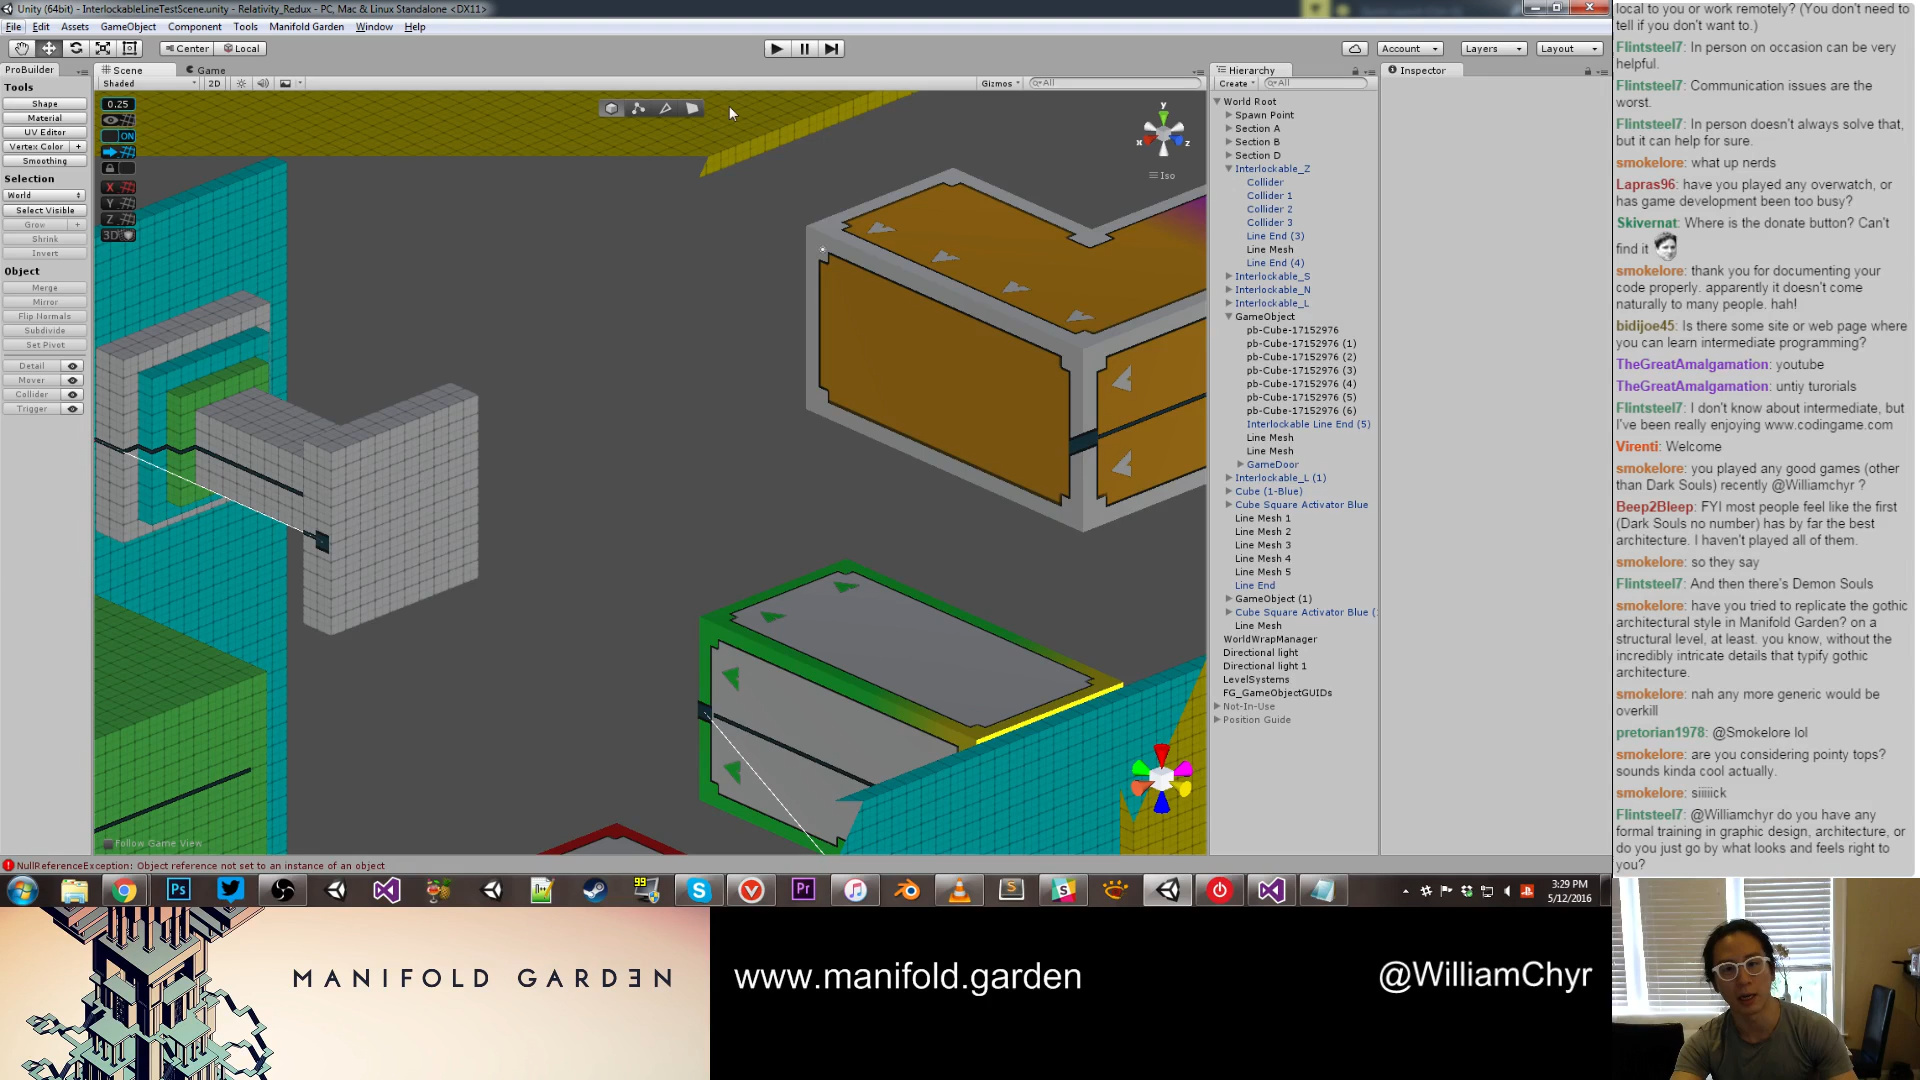 Unity (64bit) - InterlockableLineTestScene.unity - Relativity_Redux - PC, Mac & Linux Standalone <DX11>
File Edit Assets GameObject Component Tools Manifold Garden Window Help
Center Local
Account Layers Layout
ProBuilder
Scene
Game
Hierarchy
Inspector
Shaded
2D
Gizmos
All
Create
All
Tools
Shape
Material
UV Editor
Vertex Color +
Smoothing
Selection
World
Select Visible
Grow +
Shrink
Invert
Object
Merge
Mirror
Flip Normals
Subdivide
Set Pivot
Detail
Mover
Collider
Trigger
0.25
ON
X
Y
Z
3D
y
x
z
Iso
Follow Game View
World Root
Spawn Point
Section A
Section B
Section D
Interlockable_Z
Collider
Collider 1
Collider 2
Collider 3
Line End (3)
Line Mesh
Line End (4)
Interlockable_S
Interlockable_N
Interlockable_L
GameObject
pb-Cube-17152976
pb-Cube-17152976 (1)
pb-Cube-17152976 (2)
pb-Cube-17152976 (3)
pb-Cube-17152976 (4)
pb-Cube-17152976 (5)
pb-Cube-17152976 (6)
Interlockable Line End (5)
Line Mesh
Line Mesh
GameDoor
Interlockable_L (1)
Cube (1-Blue)
Cube Square Activator Blue
Line Mesh 1
Line Mesh 2
Line Mesh 3
Line Mesh 4
Line Mesh 5
Line End
GameObject (1)
Cube Square Activator Blue (
Line Mesh
WorldWrapManager
Directional light
Directional light 1
LevelSystems
FG_GameObjectGUIDs
Not-In-Use
Position Guide
NullReferenceException: Object reference not set to an instance of an object
99
3:29 PM
5/12/2016
local to you or work remotely? (You don't need to
tell if you don't want to.)
Flintsteel7: In person on occasion can be very
helpful.
Flintsteel7: Communication issues are the
worst.
Flintsteel7: In person doesn't always solve that,
but it can help for sure.
smokelore: what up nerds
Lapras96: have you played any overwatch, or
has game development been too busy?
Skivernat: Where is the donate button? Can't
find it
smokelore: thank you for documenting your
code properly. apparently it doesn't come
naturally to many people. hah!
bidijoe45: Is there some site or web page where
you can learn intermediate programming?
TheGreatAmalgamation: youtube
TheGreatAmalgamation: untiy turorials
Flintsteel7: I don't know about intermediate, but
I've been really enjoying www.codingame.com
Virenti: Welcome
smokelore: you played any good games (other
than Dark Souls) recently @Williamchyr ?
Beep2Bleep: FYI most people feel like the first
(Dark Souls no number) has by far the best
architecture. I haven't played all of them.
smokelore: so they say
Flintsteel7: And then there's Demon Souls
smokelore: have you tried to replicate the gothic
architectural style in Manifold Garden? on a
structural level, at least. you know, without the
incredibly intricate details that typify gothic
architecture.
smokelore: nah any more generic would be
overkill
pretorian1978: @Smokelore lol
smokelore: are you considering pointy tops?
sounds kinda cool actually.
smokelore: siiiiick
Flintsteel7: @Williamchyr do you have any
formal training in graphic design, architecture, or
do you just go by what looks and feels right to
you?
MANIFOLD GARDƎN
www.manifold.garden
@WilliamChyr